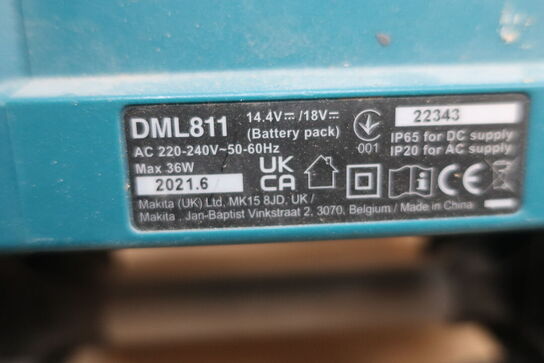 DML811 14.4V⎓/18V⎓ (Battery pack) 22343
AC 220-240V~50-60Hz 001 IP65 for DC supply
Max 36W UK CA IP20 for AC supply
2021.6 CE
Makita (UK) Ltd, MK15 8JD, UK /
Makita , Jan-Baptist Vinkstraat 2, 3070, Belgium / Made in China